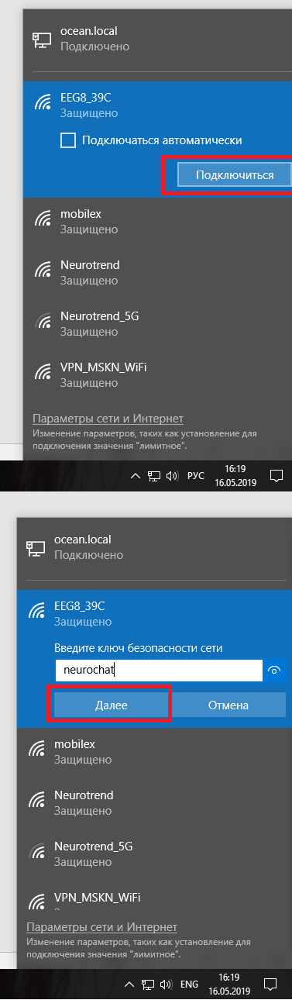 ocean.local
Подключено
EEG8_39C
Защищено
Подключаться автоматически
Подключиться
mobilex
Защищено
Neurotrend
Защищено
Neurotrend_5G
Защищено
VPN_MSKN_WiFi
Защищено
Параметры сети и Интернет
Изменение параметров, таких как установление для
подключения значения "лимитное".
РУС
16:19
16.05.2019
ocean.local
Подключено
EEG8_39C
Защищено
Введите ключ безопасности сети
neurochat
Далее Отмена
mobilex
Защищено
Neurotrend
Защищено
Neurotrend_5G
Защищено
VPN_MSKN_WiFi
Параметры сети и Интернет
Изменение параметров, таких как установление для
подключения значения "лимитное".
ENG
16:19
16.05.2019